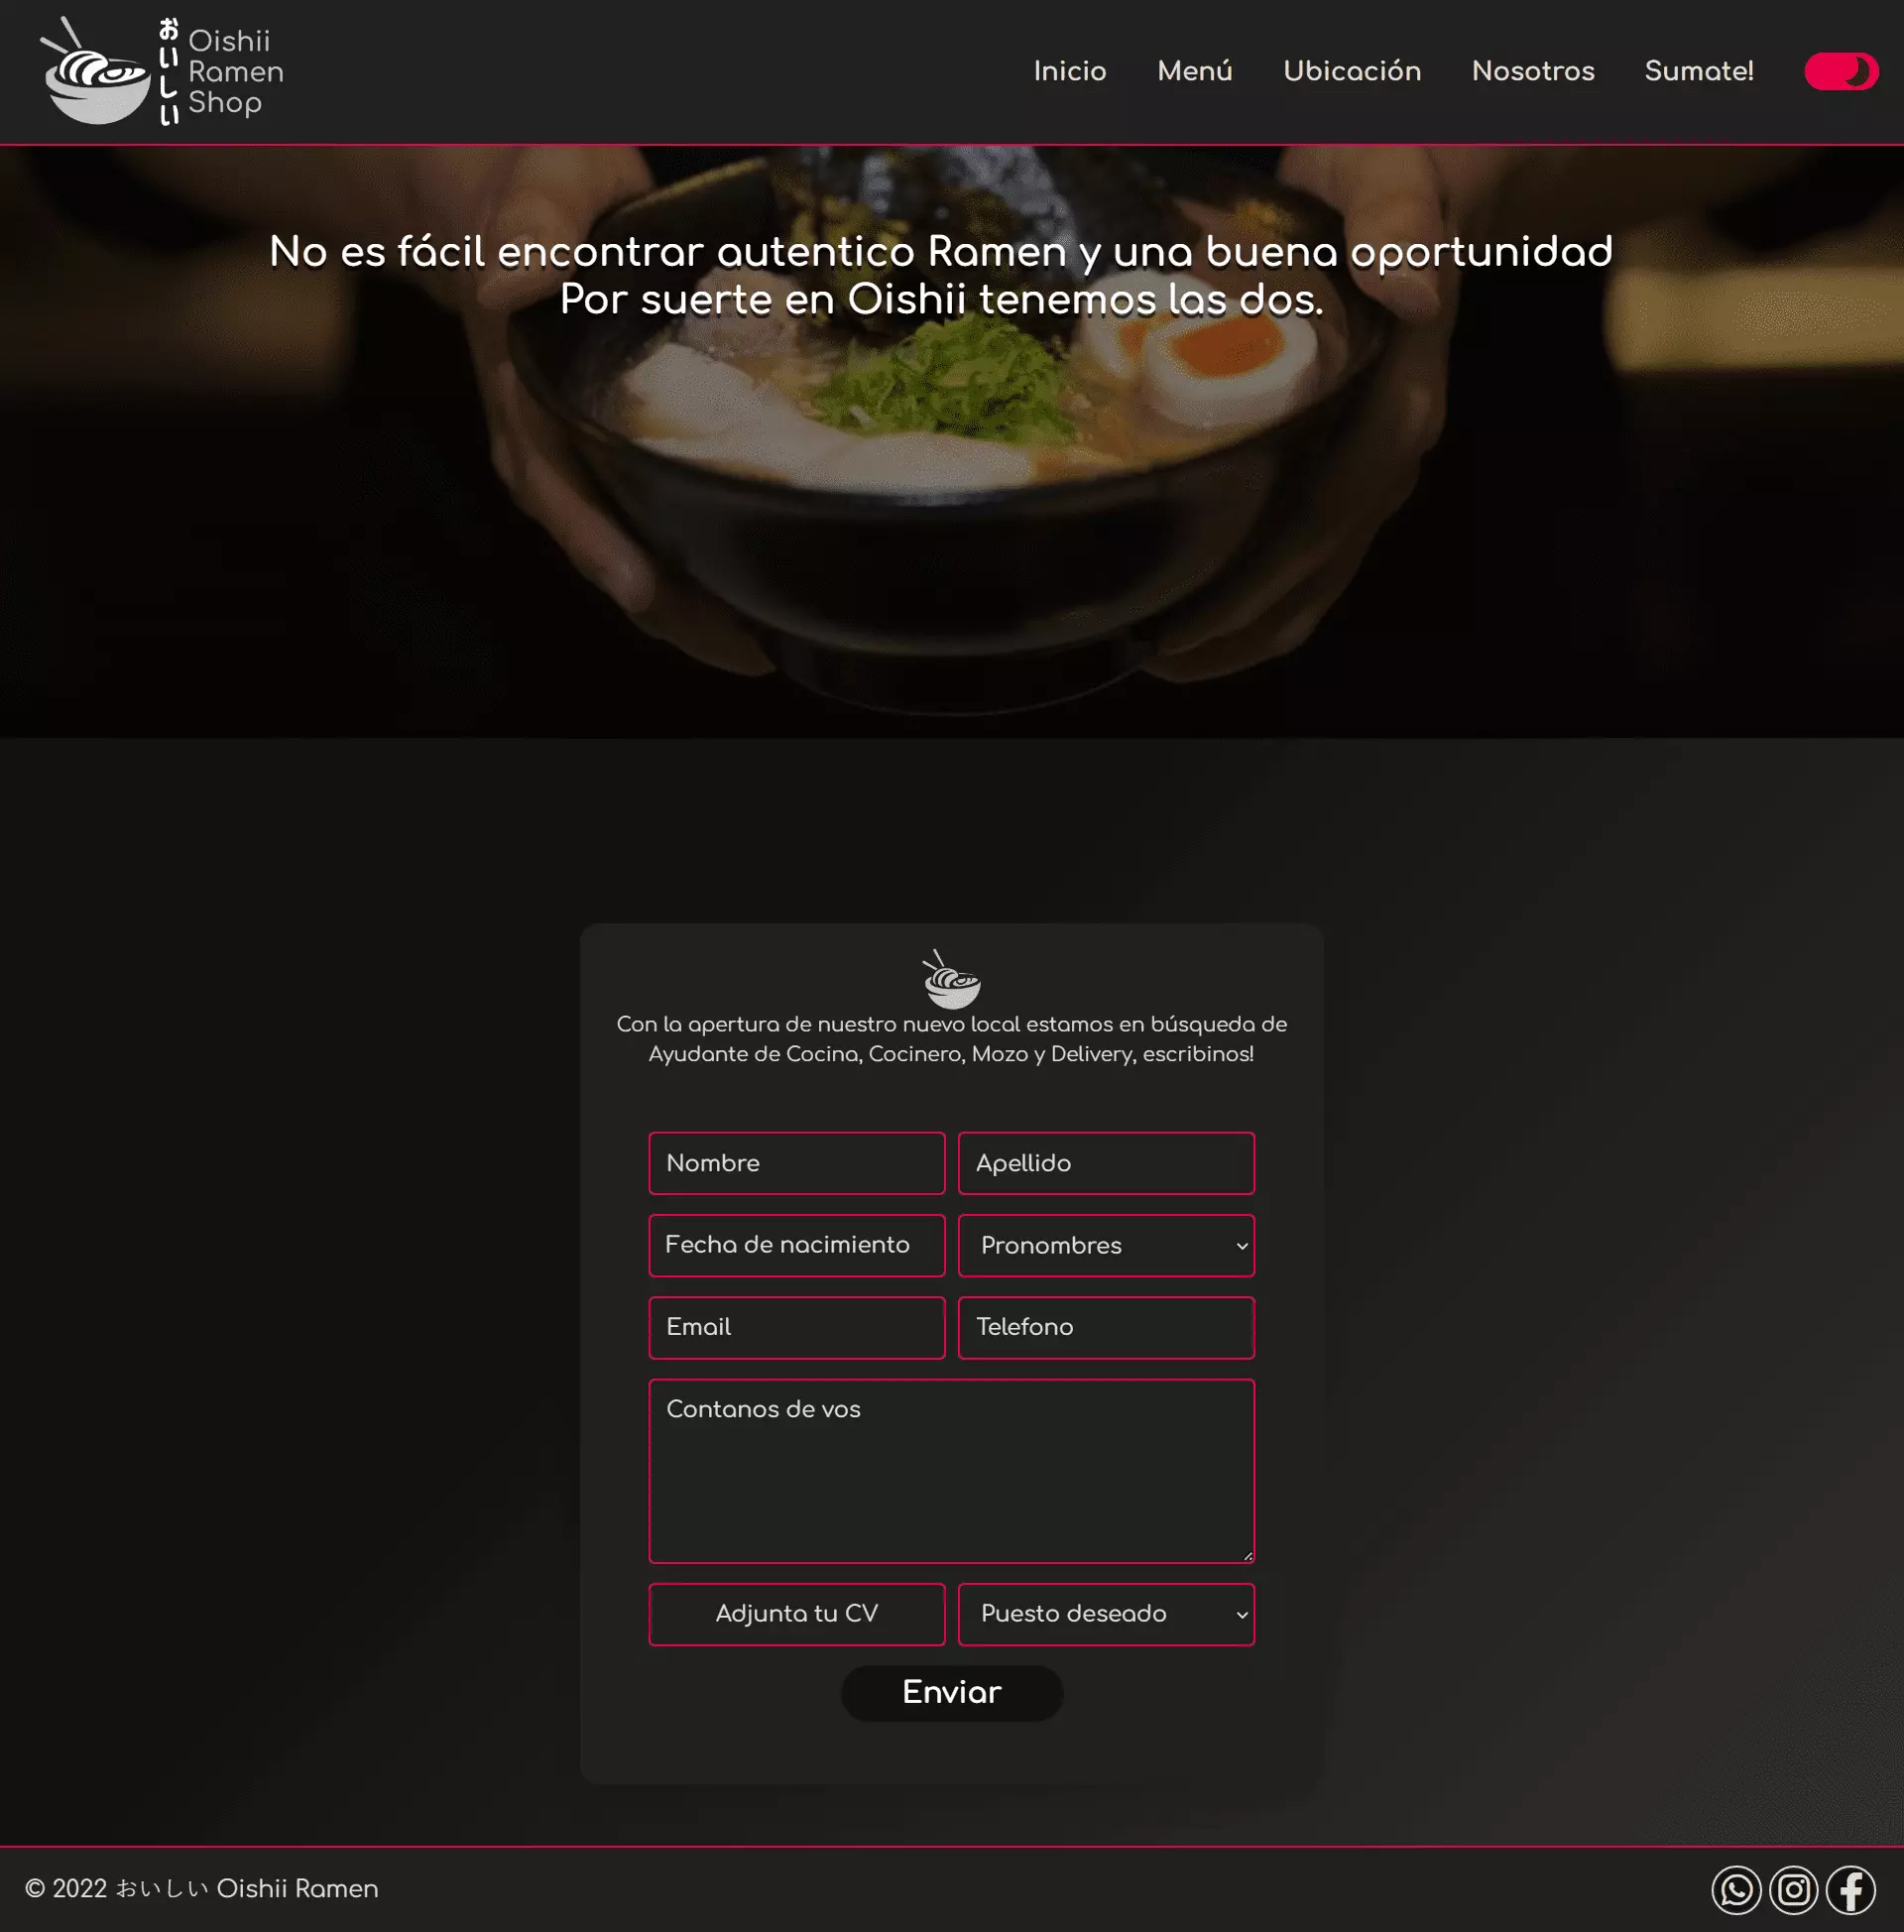 おいしい
Oishii
Ramen
Shop
Inicio
Menú
Ubicación
Nosotros
Sumate!
No es fácil encontrar autentico Ramen y una buena oportunidad
Por suerte en Oishii tenemos las dos.
Con la apertura de nuestro nuevo local estamos en búsqueda de
Ayudante de Cocina, Cocinero, Mozo y Delivery, escribinos!
Nombre
Apellido
Fecha de nacimiento
Pronombres
Email
Telefono
Contanos de vos
Adjunta tu CV
Puesto deseado
Enviar
© 2022 おいしい Oishii Ramen